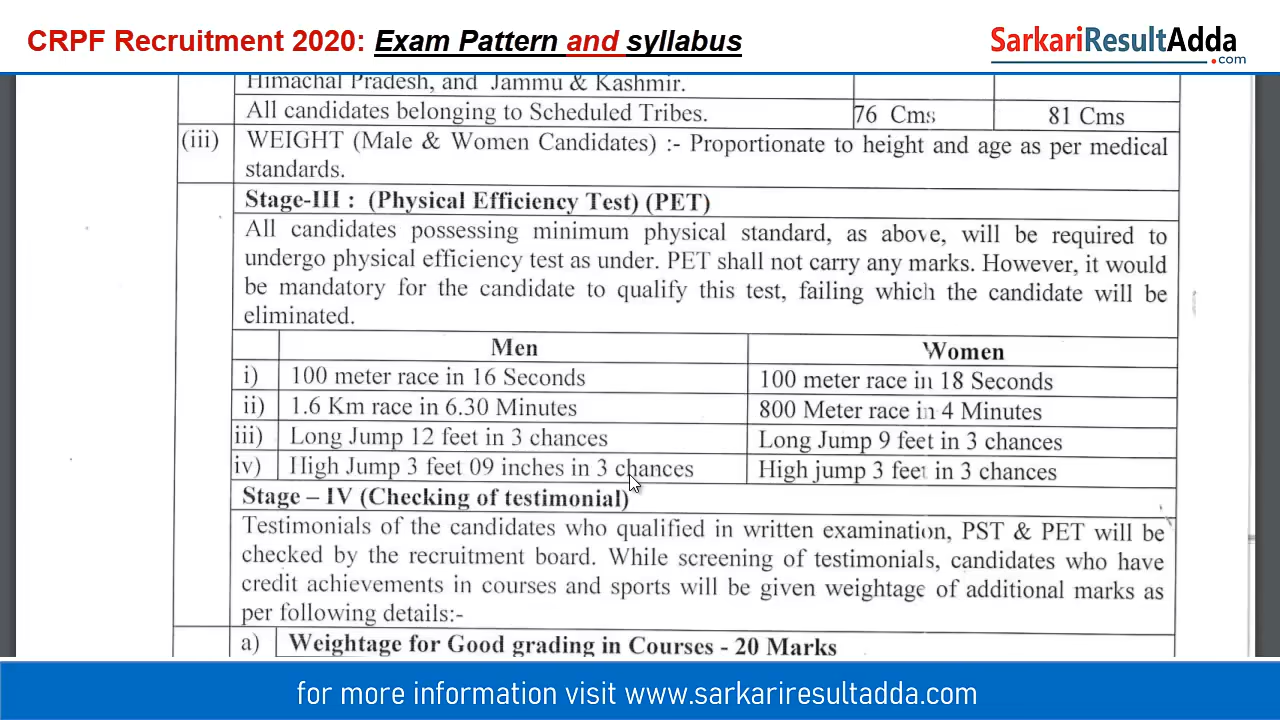 CRPF Recruitment 2020: Exam Pattern and syllabus
SarkariResultAdda
.com
Himachal Pradesh, and Jammu & Kashmir.
All candidates belonging to Scheduled Tribes. 76 Cms 81 Cms
(iii) WEIGHT (Male & Women Candidates) :- Proportionate to height and age as per medical
standards.
Stage-III : (Physical Efficiency Test) (PET)
All candidates possessing minimum physical standard, as above, will be required to
undergo physical efficiency test as under. PET shall not carry any marks. However, it would
be mandatory for the candidate to qualify this test, failing which the candidate will be
eliminated.
Men Women
i) 100 meter race in 16 Seconds 100 meter race in 18 Seconds
ii) 1.6 Km race in 6.30 Minutes 800 Meter race in 4 Minutes
iii) Long Jump 12 feet in 3 chances Long Jump 9 feet in 3 chances
iv) High Jump 3 feet 09 inches in 3 chances High jump 3 feet in 3 chances
Stage – IV (Checking of testimonial)
Testimonials of the candidates who qualified in written examination, PST & PET will be
checked by the recruitment board. While screening of testimonials, candidates who have
credit achievements in courses and sports will be given weightage of additional marks as
per following details:-
a) Weightage for Good grading in Courses - 20 Marks
for more information visit www.sarkariresultadda.com